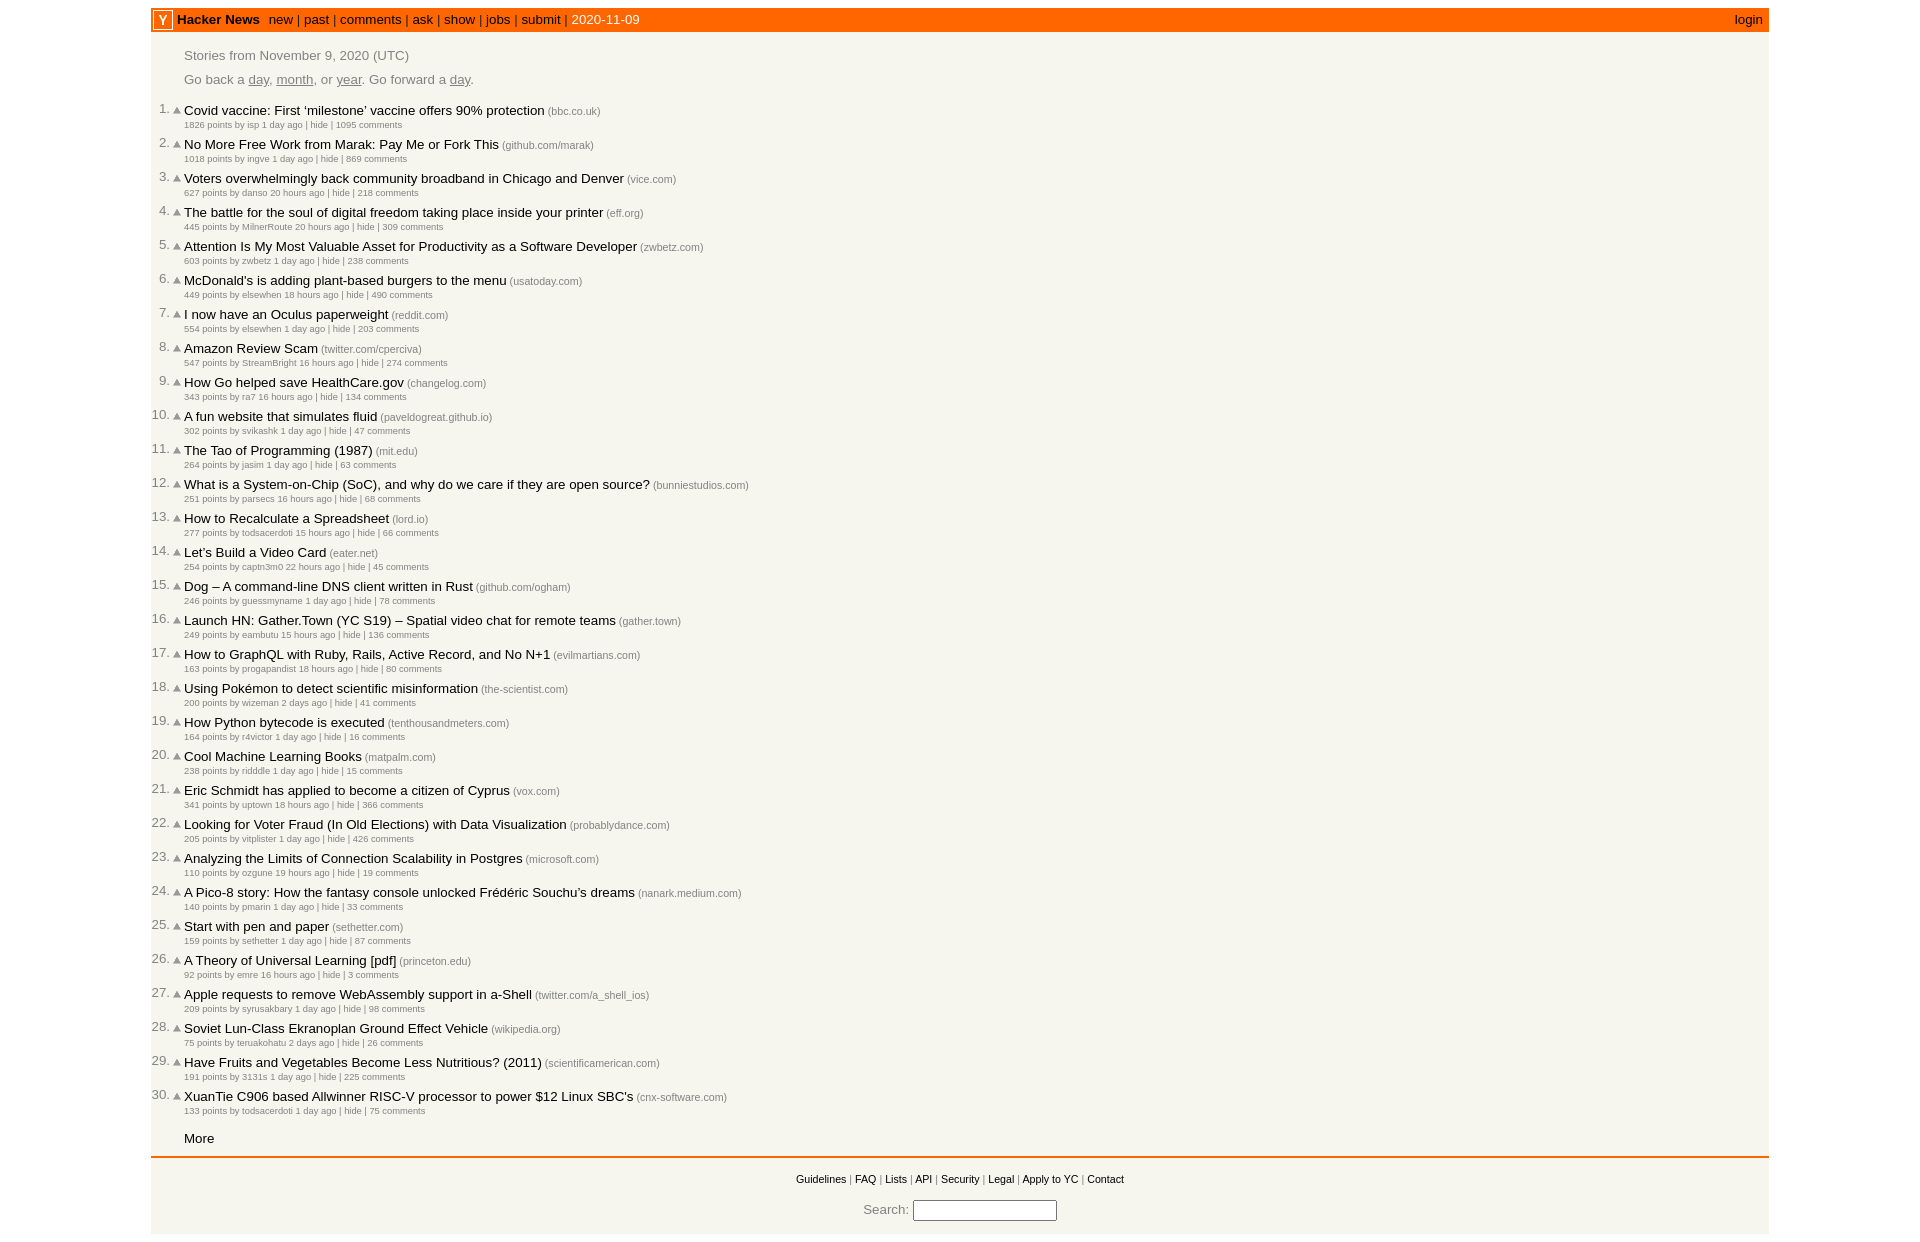 Y Hacker News new | past | comments | ask | show | jobs | submit | 2020-11-09 login
Stories from November 9, 2020 (UTC)
Go back a day, month, or year. Go forward a day.
1. Covid vaccine: First ‘milestone’ vaccine offers 90% protection (bbc.co.uk)
1826 points by isp 1 day ago | hide | 1095 comments
2. No More Free Work from Marak: Pay Me or Fork This (github.com/marak)
1018 points by ingve 1 day ago | hide | 869 comments
3. Voters overwhelmingly back community broadband in Chicago and Denver (vice.com)
627 points by danso 20 hours ago | hide | 218 comments
4. The battle for the soul of digital freedom taking place inside your printer (eff.org)
445 points by MilnerRoute 20 hours ago | hide | 309 comments
5. Attention Is My Most Valuable Asset for Productivity as a Software Developer (zwbetz.com)
603 points by zwbetz 1 day ago | hide | 238 comments
6. McDonald's is adding plant-based burgers to the menu (usatoday.com)
449 points by elsewhen 18 hours ago | hide | 490 comments
7. I now have an Oculus paperweight (reddit.com)
554 points by elsewhen 1 day ago | hide | 203 comments
8. Amazon Review Scam (twitter.com/cperciva)
547 points by StreamBright 16 hours ago | hide | 274 comments
9. How Go helped save HealthCare.gov (changelog.com)
343 points by ra7 16 hours ago | hide | 134 comments
10. A fun website that simulates fluid (paveldogreat.github.io)
302 points by svikashk 1 day ago | hide | 47 comments
11. The Tao of Programming (1987) (mit.edu)
264 points by jasim 1 day ago | hide | 63 comments
12. What is a System-on-Chip (SoC), and why do we care if they are open source? (bunniestudios.com)
251 points by parsecs 16 hours ago | hide | 68 comments
13. How to Recalculate a Spreadsheet (lord.io)
277 points by todsacerdoti 15 hours ago | hide | 66 comments
14. Let’s Build a Video Card (eater.net)
254 points by captn3m0 22 hours ago | hide | 45 comments
15. Dog – A command-line DNS client written in Rust (github.com/ogham)
246 points by guessmyname 1 day ago | hide | 78 comments
16. Launch HN: Gather.Town (YC S19) – Spatial video chat for remote teams (gather.town)
249 points by eambutu 15 hours ago | hide | 136 comments
17. How to GraphQL with Ruby, Rails, Active Record, and No N+1 (evilmartians.com)
163 points by progapandist 18 hours ago | hide | 80 comments
18. Using Pokémon to detect scientific misinformation (the-scientist.com)
200 points by wizeman 2 days ago | hide | 41 comments
19. How Python bytecode is executed (tenthousandmeters.com)
164 points by r4victor 1 day ago | hide | 16 comments
20. Cool Machine Learning Books (matpalm.com)
238 points by ridddle 1 day ago | hide | 15 comments
21. Eric Schmidt has applied to become a citizen of Cyprus (vox.com)
341 points by uptown 18 hours ago | hide | 366 comments
22. Looking for Voter Fraud (In Old Elections) with Data Visualization (probablydance.com)
205 points by vitplister 1 day ago | hide | 426 comments
23. Analyzing the Limits of Connection Scalability in Postgres (microsoft.com)
110 points by ozgune 19 hours ago | hide | 19 comments
24. A Pico-8 story: How the fantasy console unlocked Frédéric Souchu’s dreams (nanark.medium.com)
140 points by pmarin 1 day ago | hide | 33 comments
25. Start with pen and paper (sethetter.com)
159 points by sethetter 1 day ago | hide | 87 comments
26. A Theory of Universal Learning [pdf] (princeton.edu)
92 points by emre 16 hours ago | hide | 3 comments
27. Apple requests to remove WebAssembly support in a-Shell (twitter.com/a_shell_ios)
209 points by syrusakbary 1 day ago | hide | 98 comments
28. Soviet Lun-Class Ekranoplan Ground Effect Vehicle (wikipedia.org)
75 points by teruakohatu 2 days ago | hide | 26 comments
29. Have Fruits and Vegetables Become Less Nutritious? (2011) (scientificamerican.com)
191 points by 3131s 1 day ago | hide | 225 comments
30. XuanTie C906 based Allwinner RISC-V processor to power $12 Linux SBC's (cnx-software.com)
133 points by todsacerdoti 1 day ago | hide | 75 comments
More
Guidelines | FAQ | Lists | API | Security | Legal | Apply to YC | Contact
Search: